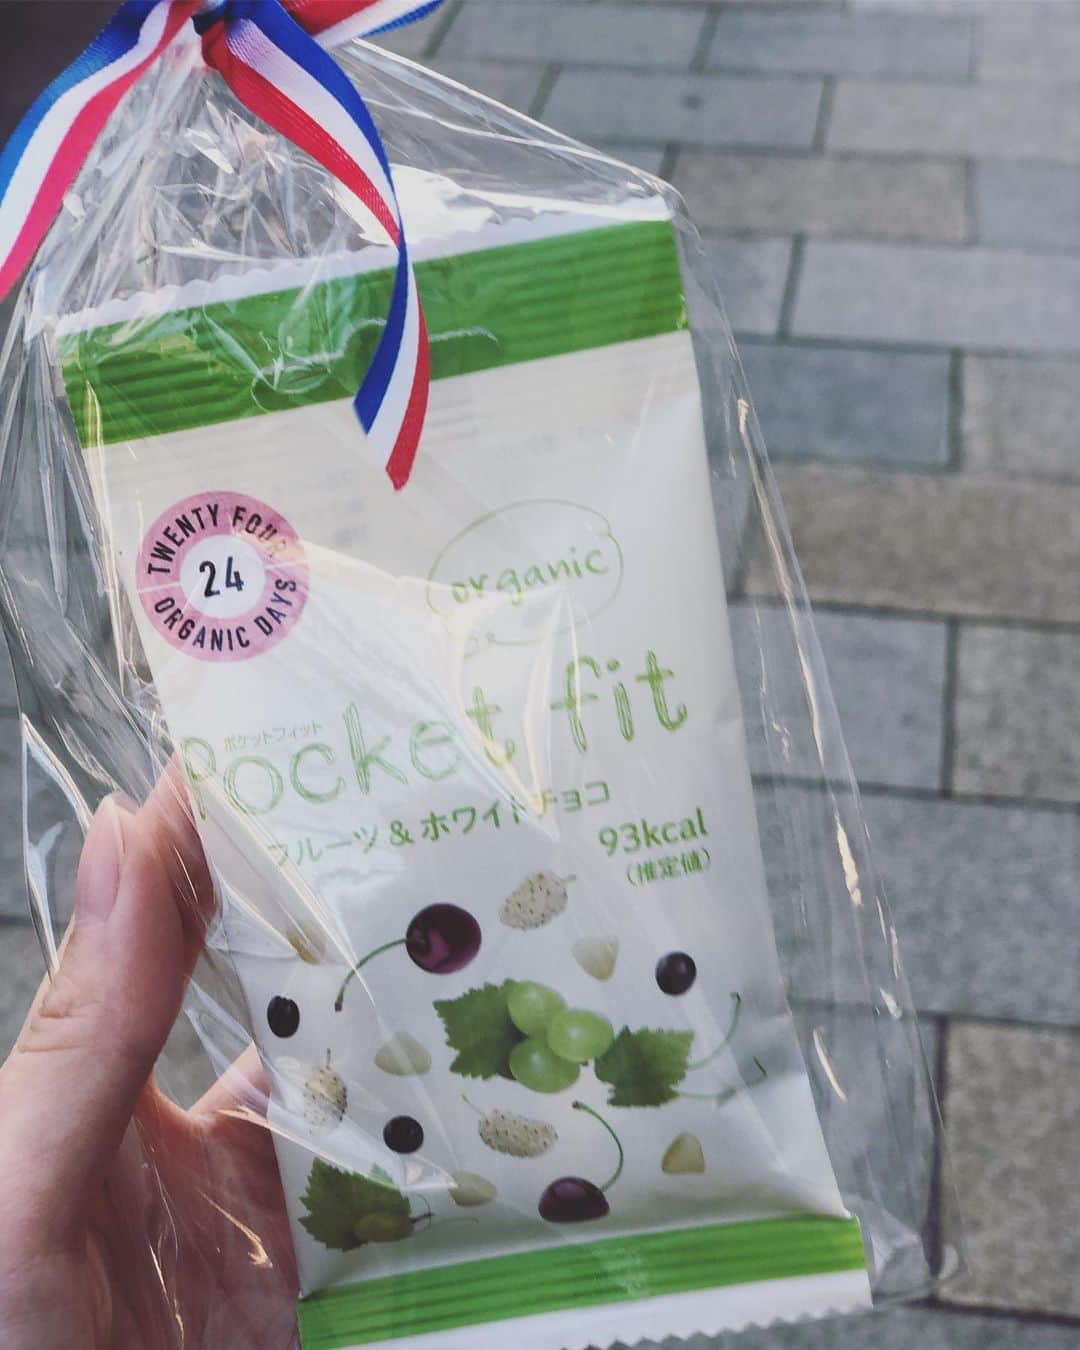 TWENTY FOUR
24
ORGANIC DAYS
organic
ポケットフィット
Pocket fit
フルーツ & ホワイトチョコ
93kcal
(推定値)